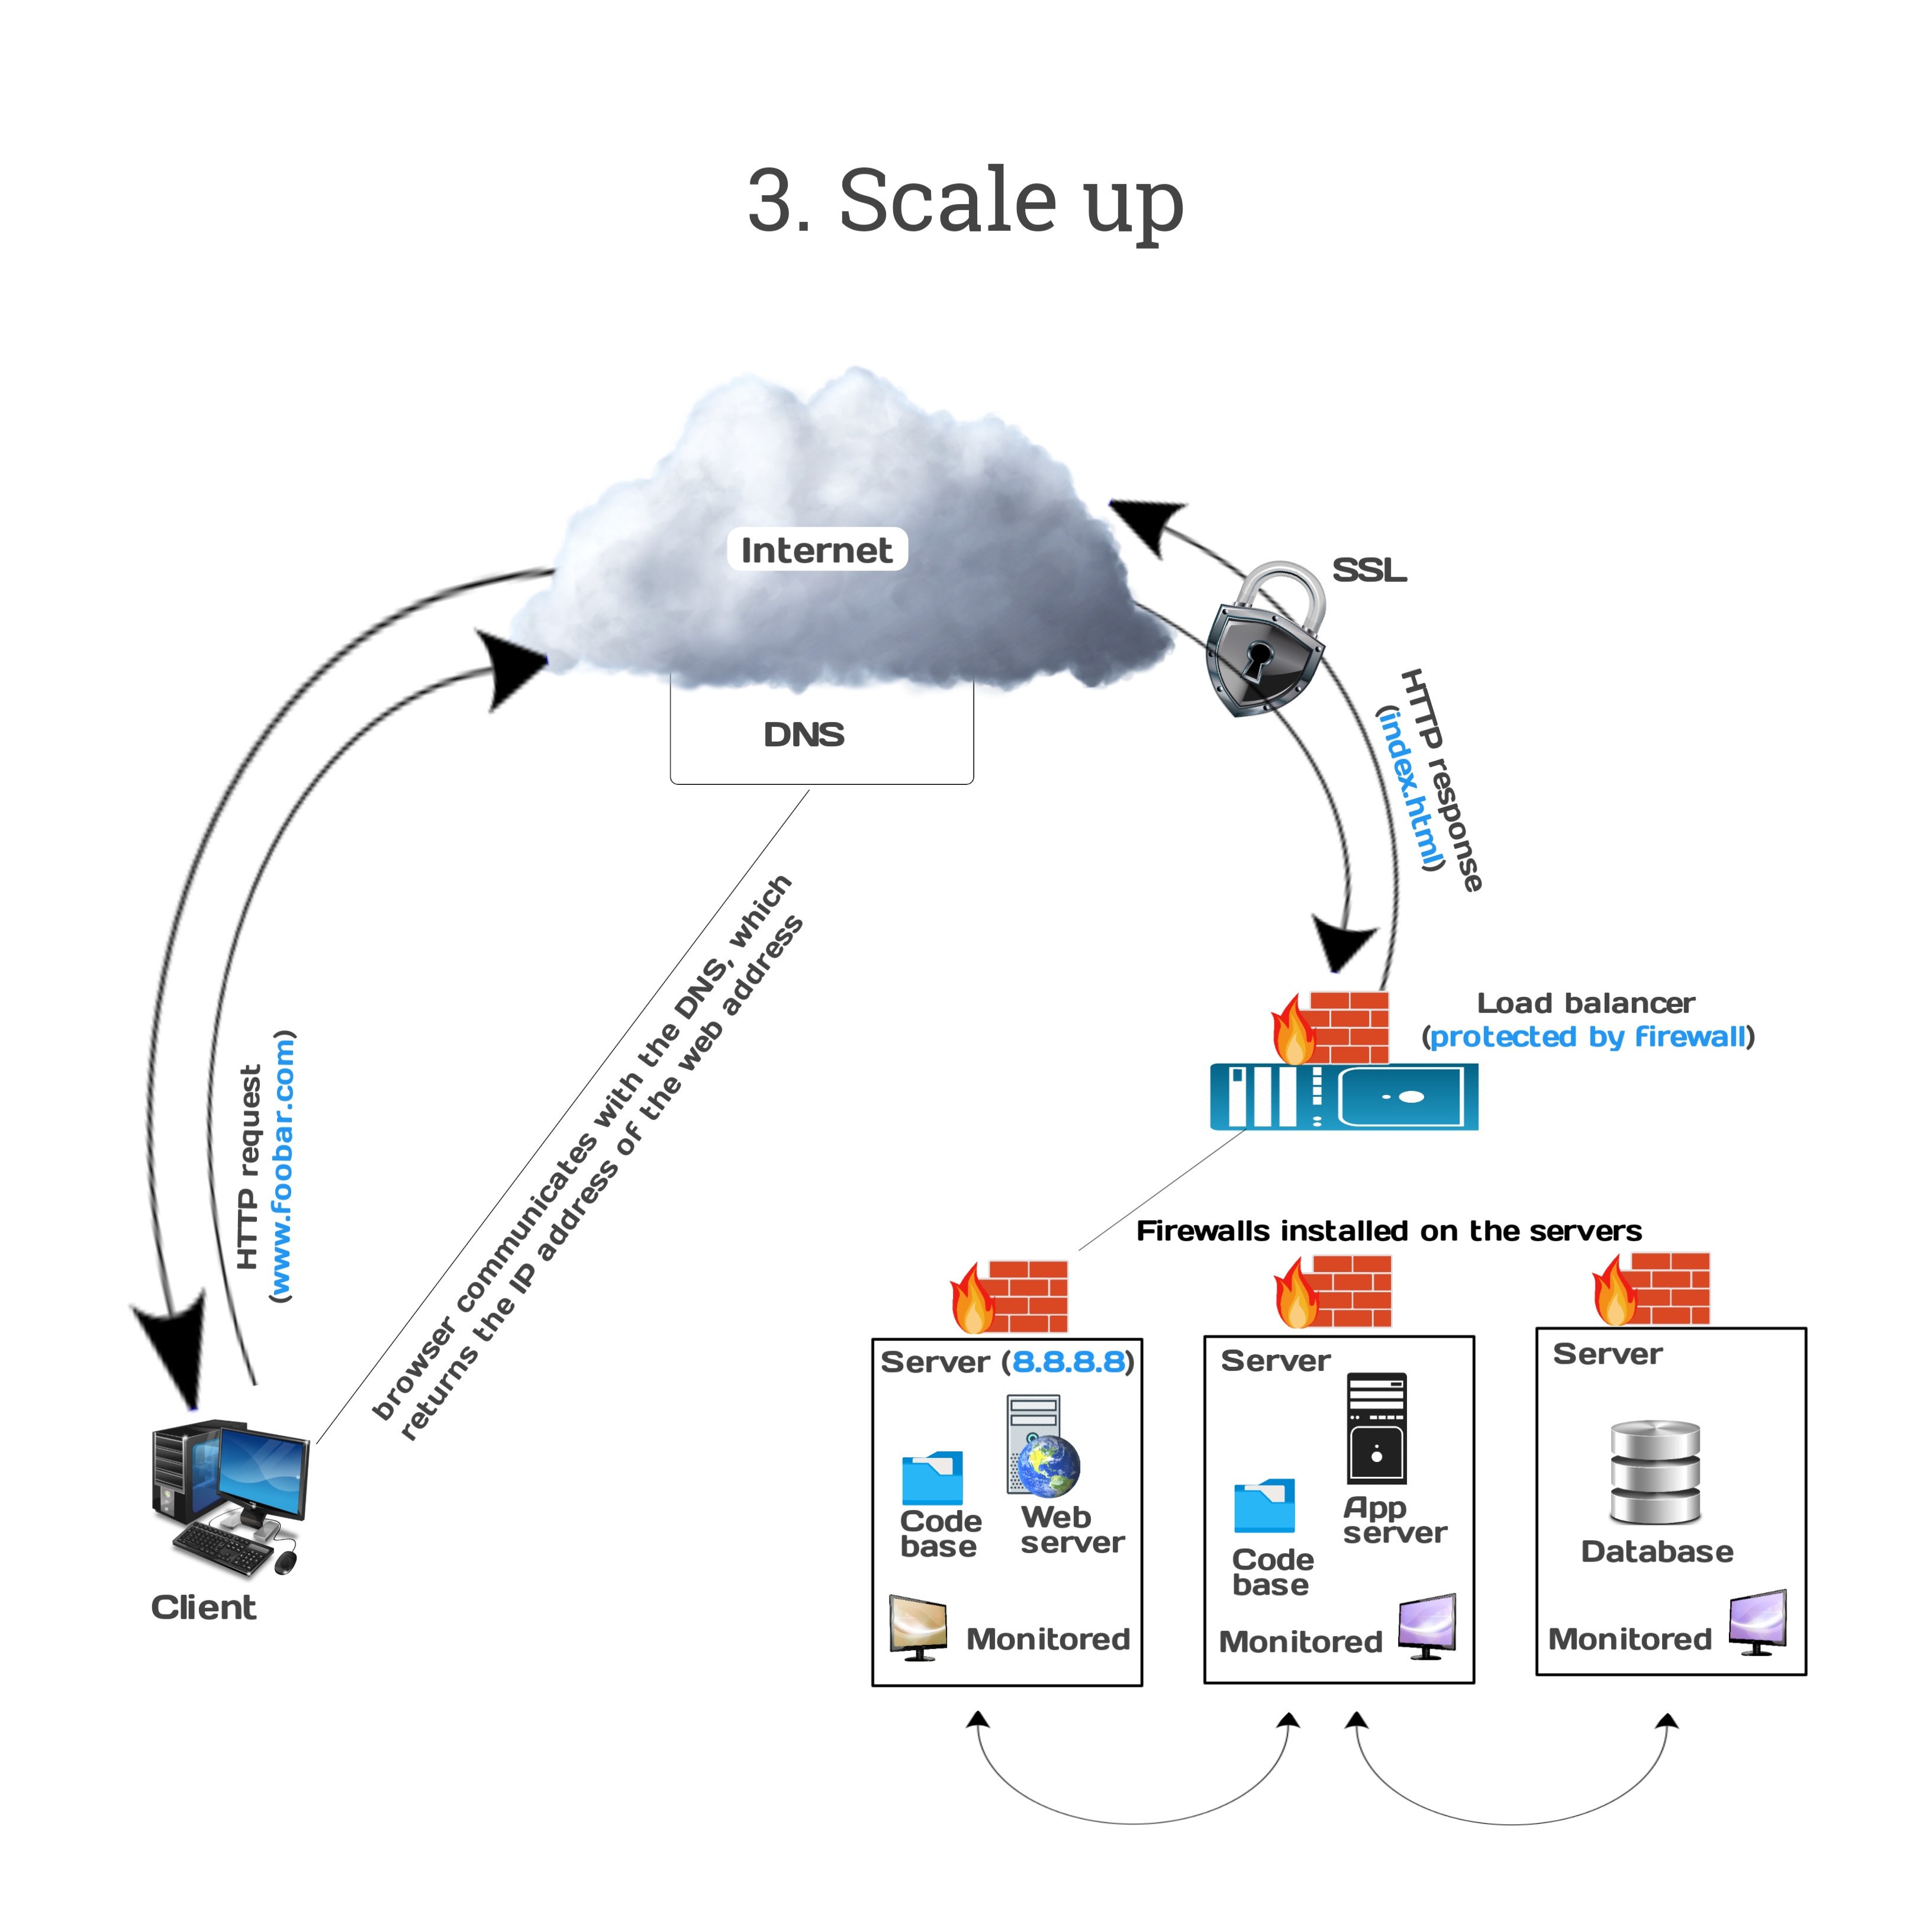 3. Scale up
Internet
SSL
DNS
HTTP response
(index.html)
browser communicates with the DNS, which
returns the IP address of the web address
HTTP request
(www.foobar.com)
Load balancer
(protected by firewall)
Firewalls installed on the servers
Server (8.8.8.8)
Code
base
Web
server
Monitored
Server
App
server
Code
base
Monitored
Server
Database
Monitored
Client